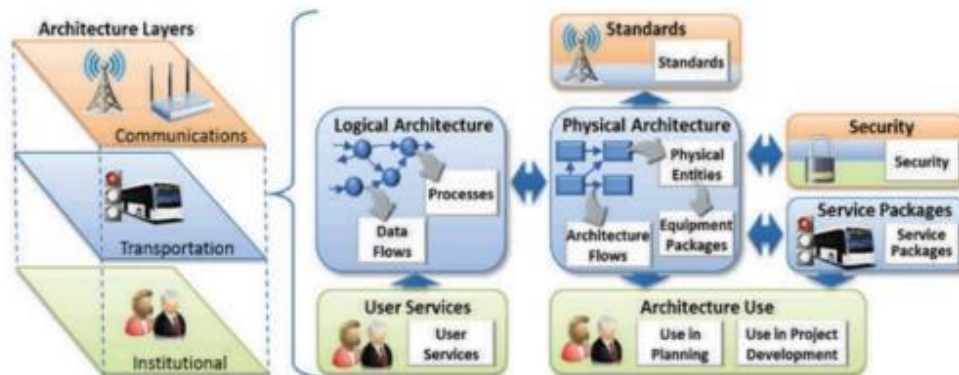 Architecture Layers
Communications
Transportation
Institutional
Logical Architecture
Processes
Data
Flows
User Services
User
Services
Standards
Standards
Physical Architecture
Physical
Entities
Architecture
Flows
Equipment
Packages
Security
Security
Service Packages
Service
Packages
Architecture Use
Use in
Planning
Use in Project
Development